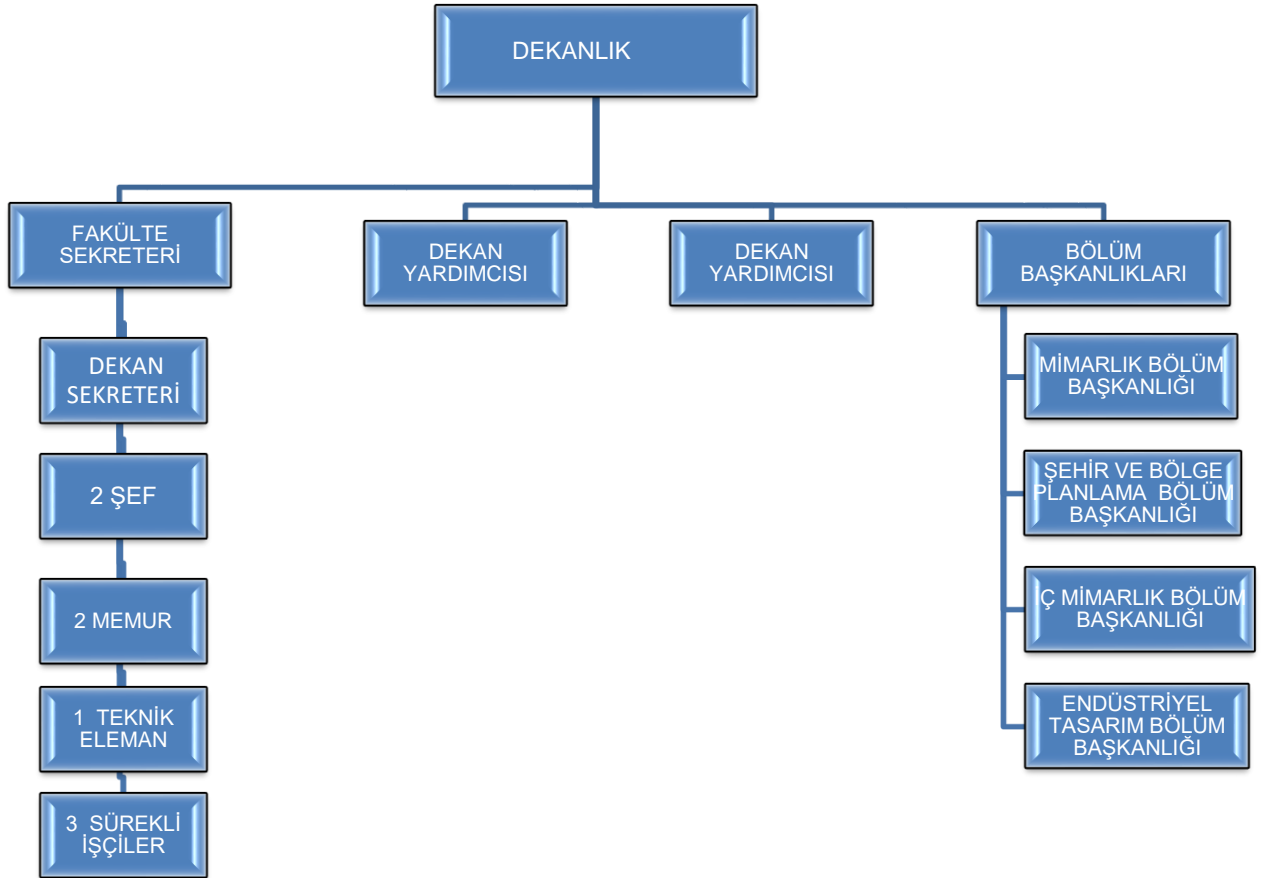 DEKANLIK
FAKÜLTE
SEKRETERİ
DEKAN
YARDIMCISI
DEKAN
YARDIMCISI
BÖLÜM
BAŞKANLIKLARI
DEKAN
SEKRETERİ
2 ŞEF
2 MEMUR
1 TEKNİK
ELEMAN
3 SÜREKLİ
İŞÇİLER
MİMARLIK BÖLÜM
BAŞKANLIĞI
ŞEHİR VE BÖLGE
PLANLAMA BÖLÜM
BAŞKANLIĞI
İÇ MİMARLIK BÖLÜM
BAŞKANLIĞI
ENDÜSTRİYEL
TASARIM BÖLÜM
BAŞKANLIĞI